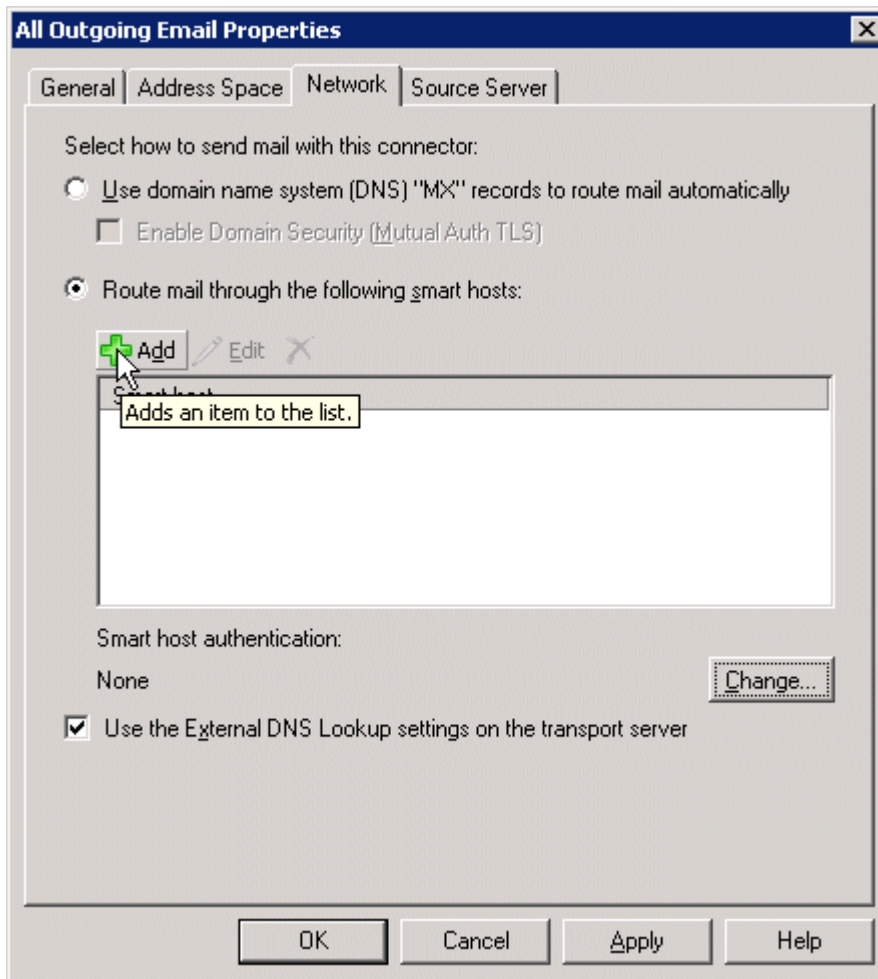 All Outgoing Email Properties
General Address Space Network Source Server
Select how to send mail with this connector:
Use domain name system (DNS) "MX" records to route mail automatically
Enable Domain Security (Mutual Auth TLS)
Route mail through the following smart hosts:
Add Edit
Smart host
Adds an item to the list.
Smart host authentication:
None Change...
Use the External DNS Lookup settings on the transport server
OK Cancel Apply Help